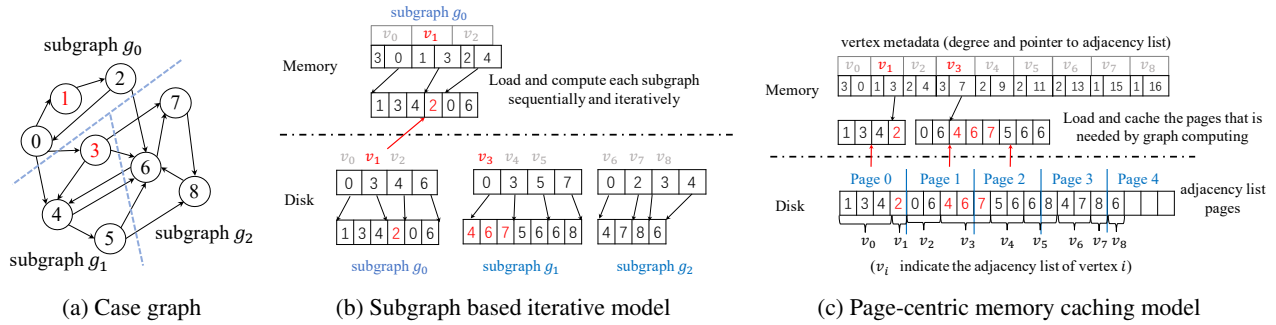 subgraph g0
2
1
7
0
3
6
8
4
5
subgraph g2
subgraph g1
(a) Case graph
subgraph g0
v0 v1 v2
Memory
3 0 1 3 2 4
Load and compute each subgraph
sequentially and iteratively
1 3 4 2 0 6
v0 v1 v2 v3 v4 v5 v6 v7 v8
Disk
0 3 4 6 0 3 5 7 0 2 3 4
1 3 4 2 0 6 4 6 7 5 6 6 8 4 7 8 6
subgraph g0 subgraph g1 subgraph g2
(b) Subgraph based iterative model
vertex metadata (degree and pointer to adjacency list)
v0 v1 v2 v3 v4 v5 v6 v7 v8
Memory
3 0 1 3 2 4 3 7 2 9 2 11 2 13 1 15 1 16
Load and cache the pages that is
needed by graph computing
1 3 4 2 0 6 4 6 7 5 6 6
Page 0 Page 1 Page 2 Page 3 Page 4
Disk
1 3 4 2 0 6 4 6 7 5 6 6 8 4 7 8 6
adjacency list
pages
v0 v1 v2 v3 v4 v5 v6 v7 v8
(vi indicate the adjacency list of vertex i)
(c) Page-centric memory caching model